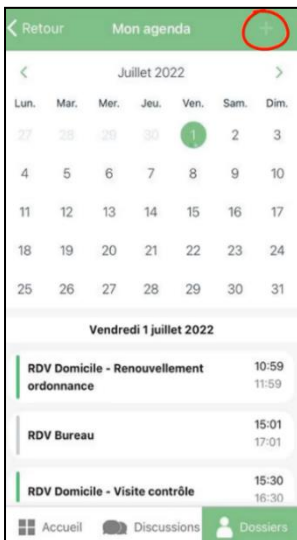 Retour Mon agenda +
< Juillet 2022 >
Lun. Mar. Mer. Jeu. Ven. Sam. Dim.
27 28 29 30 1 2 3
4 5 6 7 8 9 10
11 12 13 14 15 16 17
18 19 20 21 22 23 24
25 26 27 28 29 30 31
Vendredi 1 juillet 2022
RDV Domicile - Renouvellement 10:59
ordonnance 11:59
RDV Bureau 15:01
17:01
RDV Domicile - Visite contrôle 15:30
16:30
Accueil Discussions Dossiers